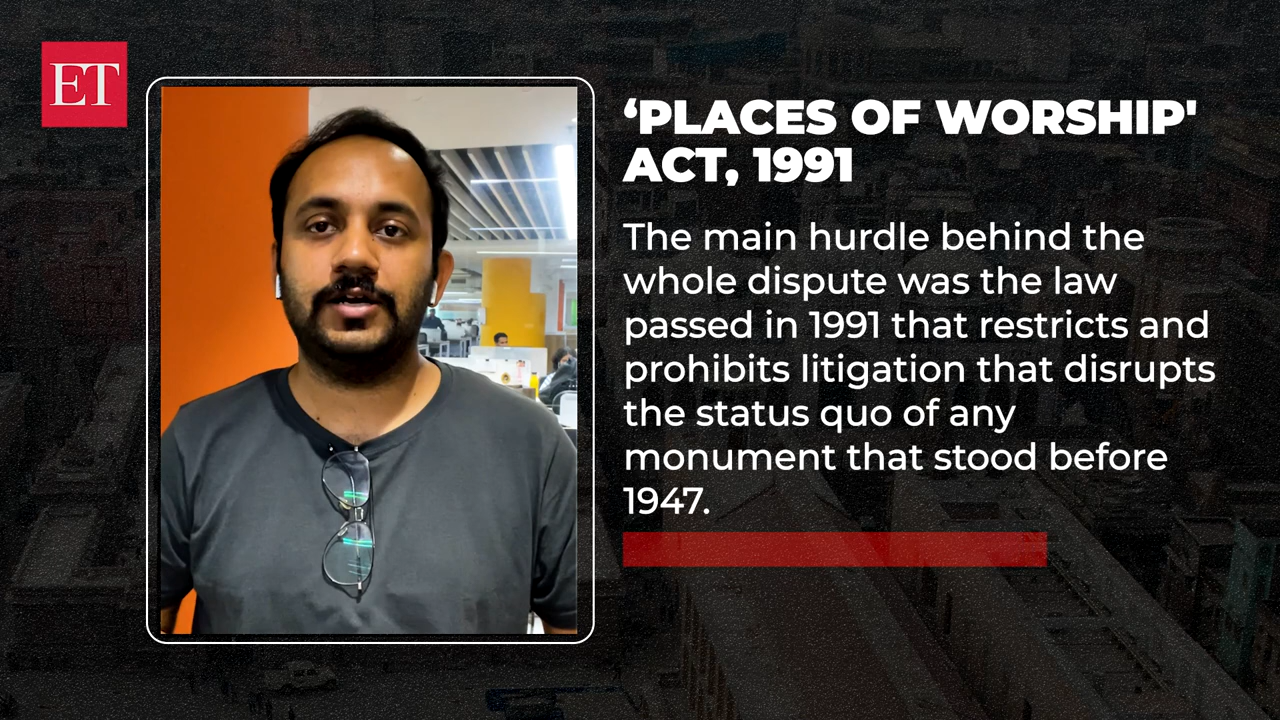 ET
‘PLACES OF WORSHIP'
ACT, 1991
The main hurdle behind the
whole dispute was the law
passed in 1991 that restricts and
prohibits litigation that disrupts
the status quo of any
monument that stood before
1947.